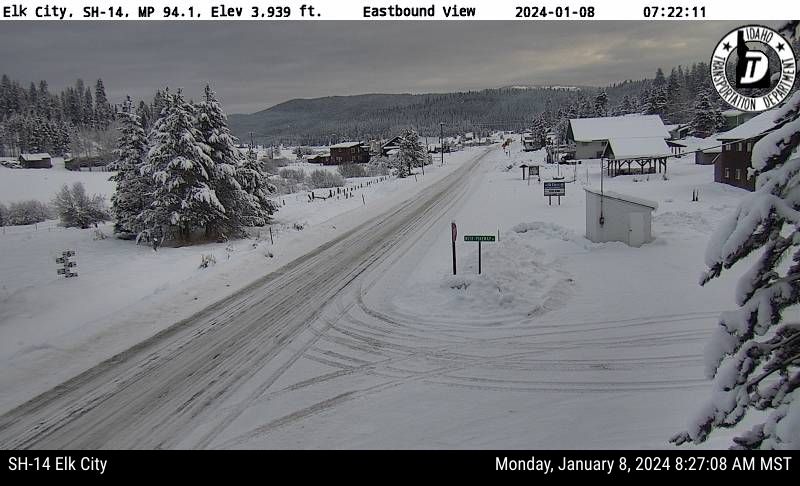 Elk City, SH-14, MP 94.1, Elev 3,939 ft. Eastbound View 2024-01-08 07:22:11
IDAHO
TRANSPORTATION DEPARTMENT
SH-14 Elk City Monday, January 8, 2024 8:27:08 AM MST